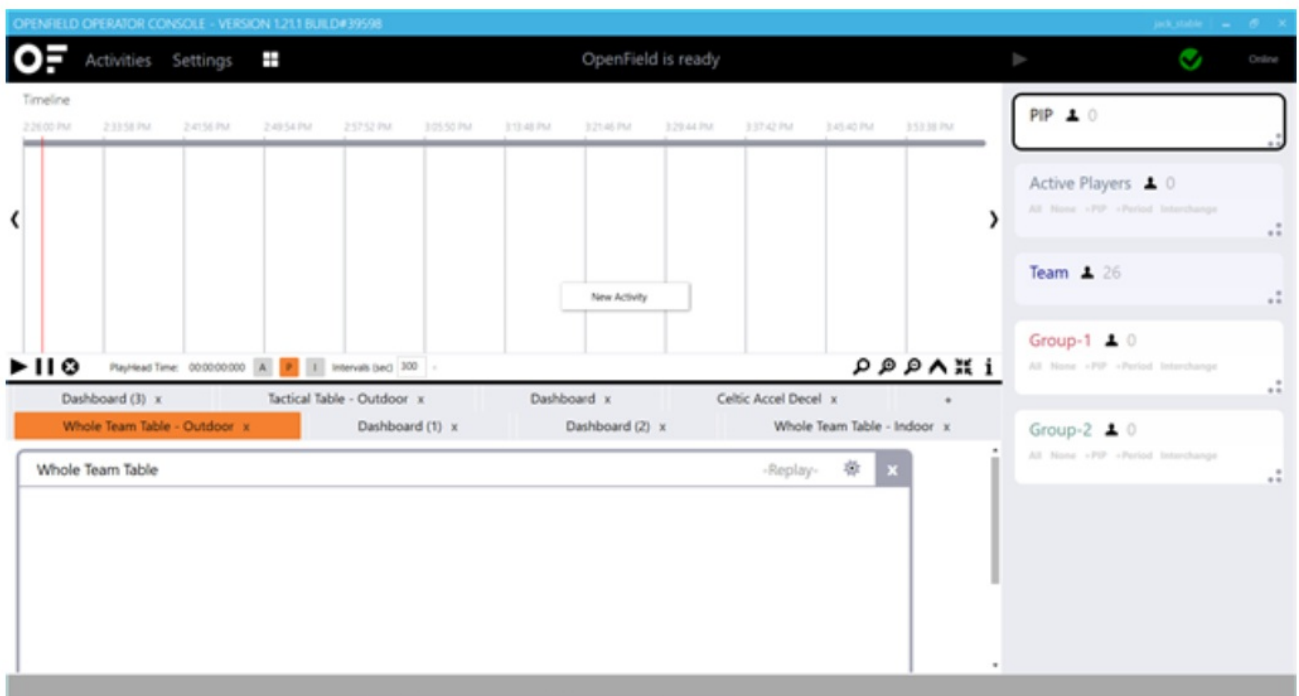 OPENFIELD OPERATOR CONSOLE - VERSION 1.21.1 BUILD#39598 jack_stable
OF Activities Settings OpenField is ready Online
Timeline
2:26:00 PM 2:33:58 PM 2:41:56 PM 2:49:54 PM 2:57:52 PM 3:05:50 PM 3:13:48 PM 3:21:46 PM 3:29:44 PM 3:37:42 PM 3:45:40 PM 3:53:38 PM
New Activity
PlayHead Time: 00:00:00:000 A P I Intervals (sec) 300
Dashboard (3) x Tactical Table - Outdoor x Dashboard x Celtic Accel Decel x
Whole Team Table - Outdoor x Dashboard (1) x Dashboard (2) x Whole Team Table - Indoor x
Whole Team Table -Replay- x
PIP 0
Active Players 0
All None +PIP +Period Interchange
Team 26
Group-1 0
All None +PIP +Period Interchange
Group-2 0
All None +PIP +Period Interchange